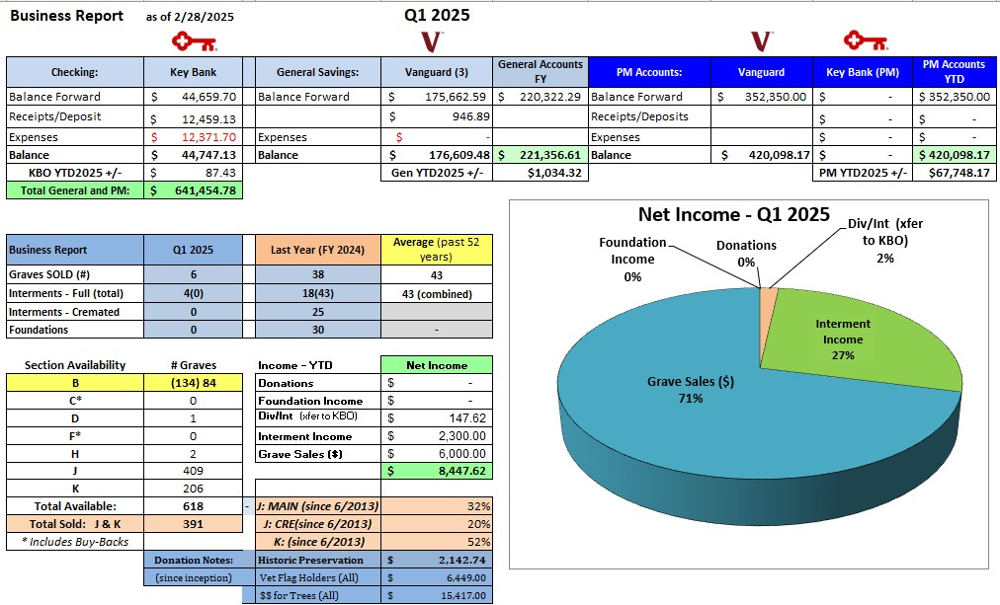 Business Report as of 2/28/2025 Q1 2025
V V
Checking: Key Bank General Savings: Vanguard (3) General Accounts FY PM Accounts: Vanguard Key Bank (PM) PM Accounts YTD
Balance Forward $ 44,659.70 Balance Forward $ 175,662.59 $ 220,322.29 Balance Forward $ 352,350.00 $ - $ 352,350.00
Receipts/Deposit $ 12,459.13 $ 946.89 Receipts/Deposits $ - $ -
Expenses $ 12,371.70 Expenses $ - Expenses $ - $ -
Balance $ 44,747.13 Balance $ 176,609.48 $ 221,356.61 Balance $ 420,098.17 $ - $ 420,098.17
KBO YTD2025 +/- $ 87.43 Gen YTD2025 +/- $1,034.32 PM YTD2025 +/- $67,748.17
Total General and PM: $ 641,454.78
Business Report Q1 2025 Last Year (FY 2024) Average (past 52 years)
Graves SOLD (#) 6 38 43
Interments - Full (total) 4(0) 18(43) 43 (combined)
Interments - Cremated 0 25
Foundations 0 30 -
Section Availability # Graves
B (134) 84
C* 0
D 1
F* 0
H 2
J 409
K 206
Total Available: 618
Total Sold: J & K 391
* Includes Buy-Backs
Income - YTD Net Income
Donations $ -
Foundation Income $ -
Div/Int (xfer to KBO) $ 147.62
Interment Income $ 2,300.00
Grave Sales ($) $ 6,000.00
$ 8,447.62
- J: MAIN (since 6/2013) 32%
J: CRE(since 6/2013) 20%
K: (since 6/2013) 52%
Donation Notes: Historic Preservation $ 2,142.74
(since inception) Vet Flag Holders (All) $ 6,449.00
$$ for Trees (All) $ 15,417.00
Net Income - Q1 2025
Foundation
Income
0%
Donations
0%
Div/Int (xfer
to KBO)
2%
Interment
Income
27%
Grave Sales ($)
71%